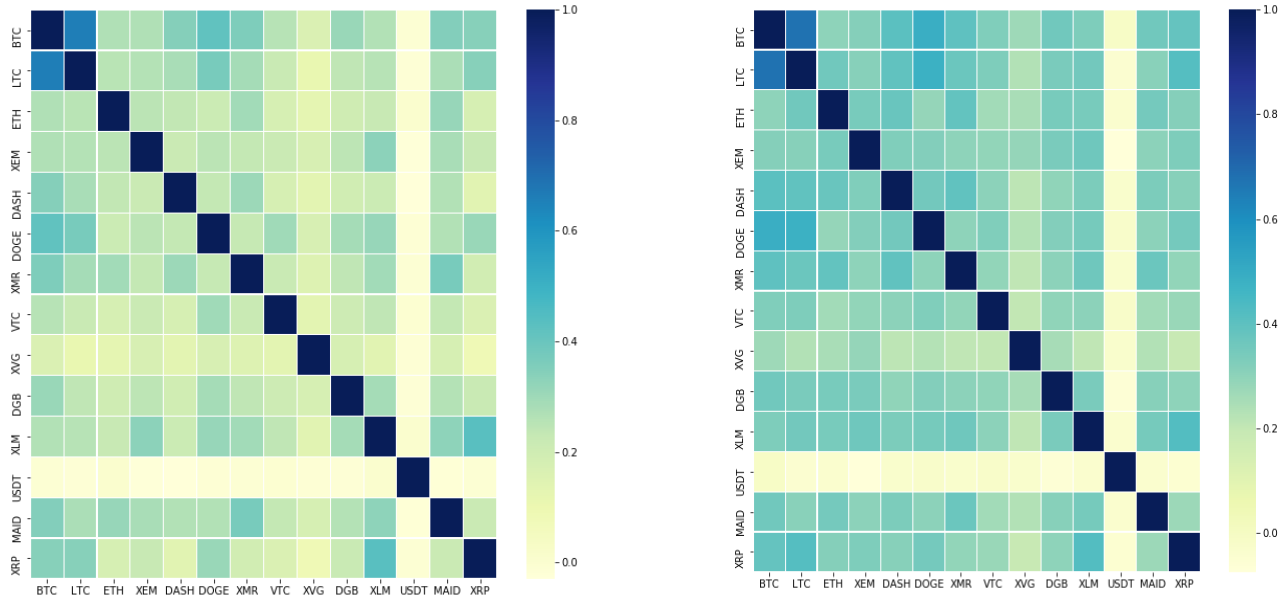 BTC
LTC
ETH
XEM
DASH
DOGE
XMR
VTC
XVG
DGB
XLM
USDT
MAID
XRP
BTC LTC ETH XEM DASH DOGE XMR VTC XVG DGB XLM USDT MAID XRP
1.0
0.8
0.6
0.4
0.2
0.0
BTC
LTC
ETH
XEM
DASH
DOGE
XMR
VTC
XVG
DGB
XLM
USDT
MAID
XRP
BTC LTC ETH XEM DASH DOGE XMR VTC XVG DGB XLM USDT MAID XRP
1.0
0.8
0.6
0.4
0.2
0.0